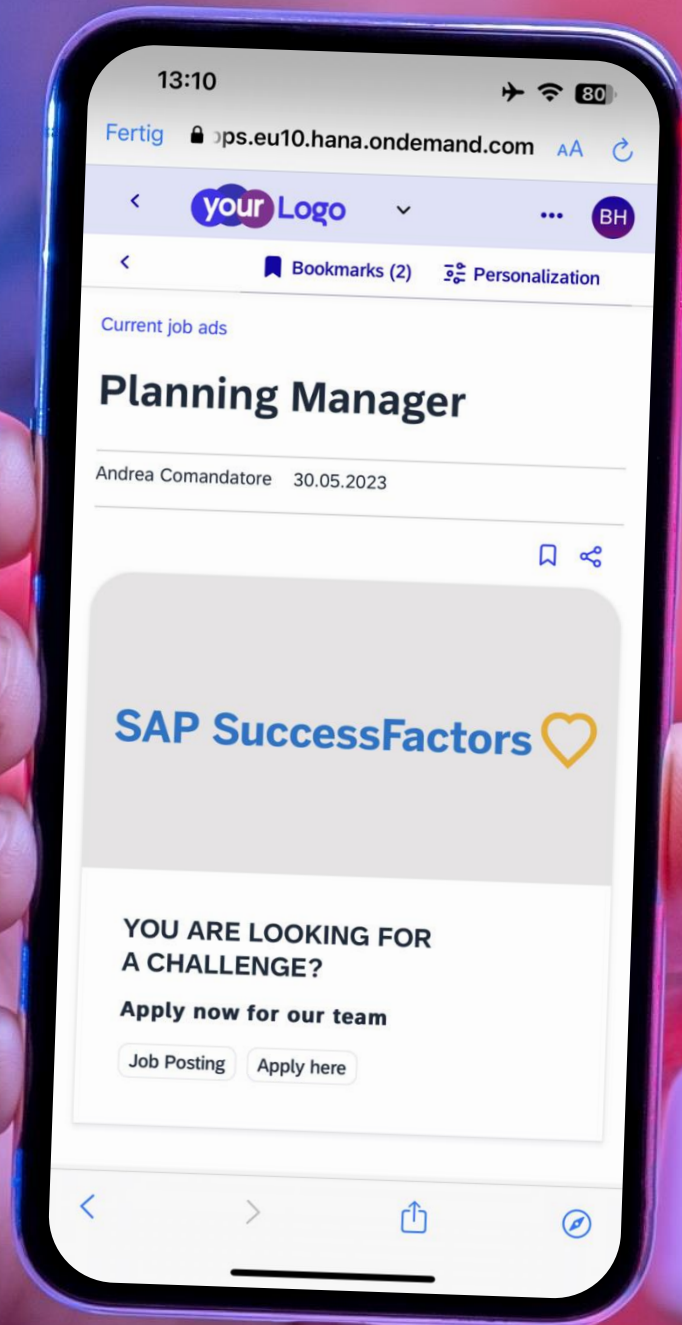 13:10
80
Fertig
ps.eu10.hana.ondemand.com AA
your Logo
BH
Bookmarks (2) Personalization
Current job ads
Planning Manager
Andrea Comandatore 30.05.2023
SAP SuccessFactors
YOU ARE LOOKING FOR
A CHALLENGE?
Apply now for our team
Job Posting Apply here